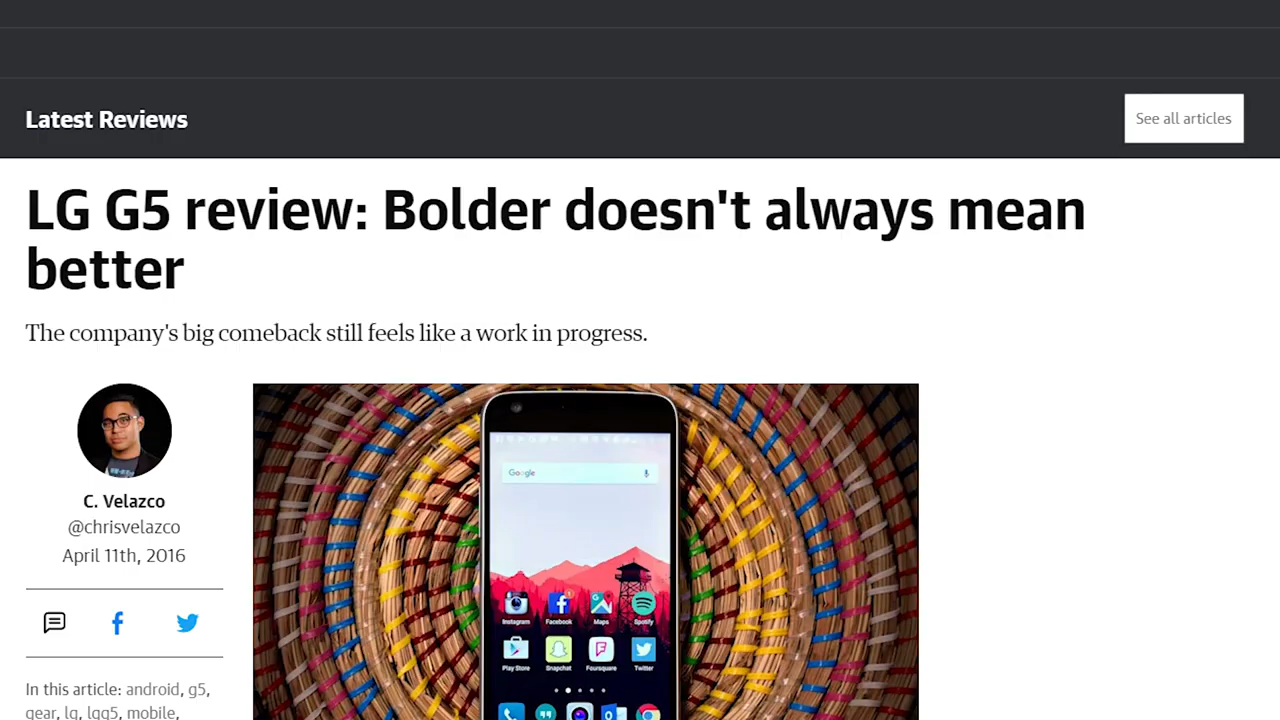 Latest Reviews
See all articles
LG G5 review: Bolder doesn't always mean
better
The company's big comeback still feels like a work in progress.
C. Velazco
@chrisvelazco
April 11th, 2016
In this article: android, g5,
gear, lg, lgg5, mobile,
Google
Instagram Facebook Maps Spotify
Play Store Snapchat Foursquare Twitter